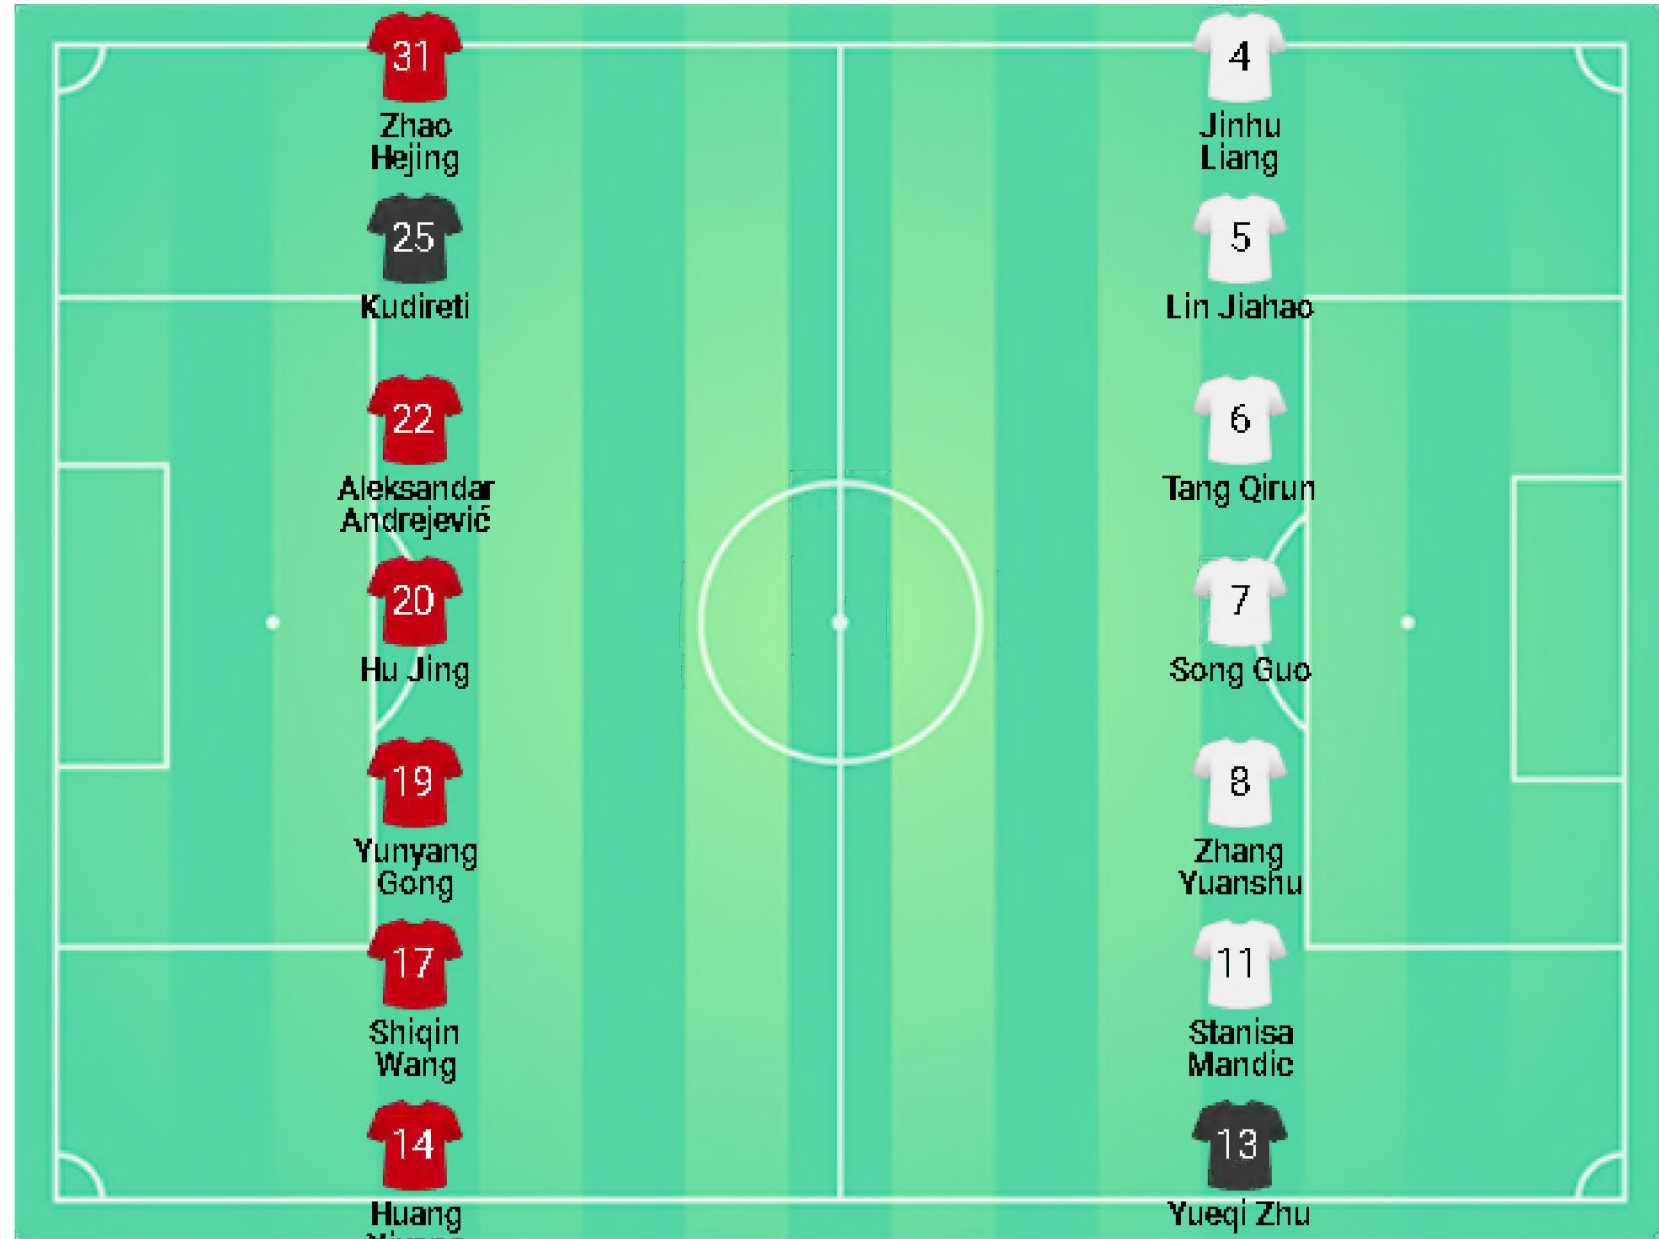 31
Zhao
Hejing
25
Kudireti
22
Aleksandar
Andrejević
20
Hu Jing
19
Yunyang
Gong
17
Shiqin
Wang
14
Huang
4
Jinhu
Liang
5
Lin Jiahao
6
Tang Qirun
7
Song Guo
8
Zhang
Yuanshu
11
Stanisa
Mandic
13
Yueqi Zhu